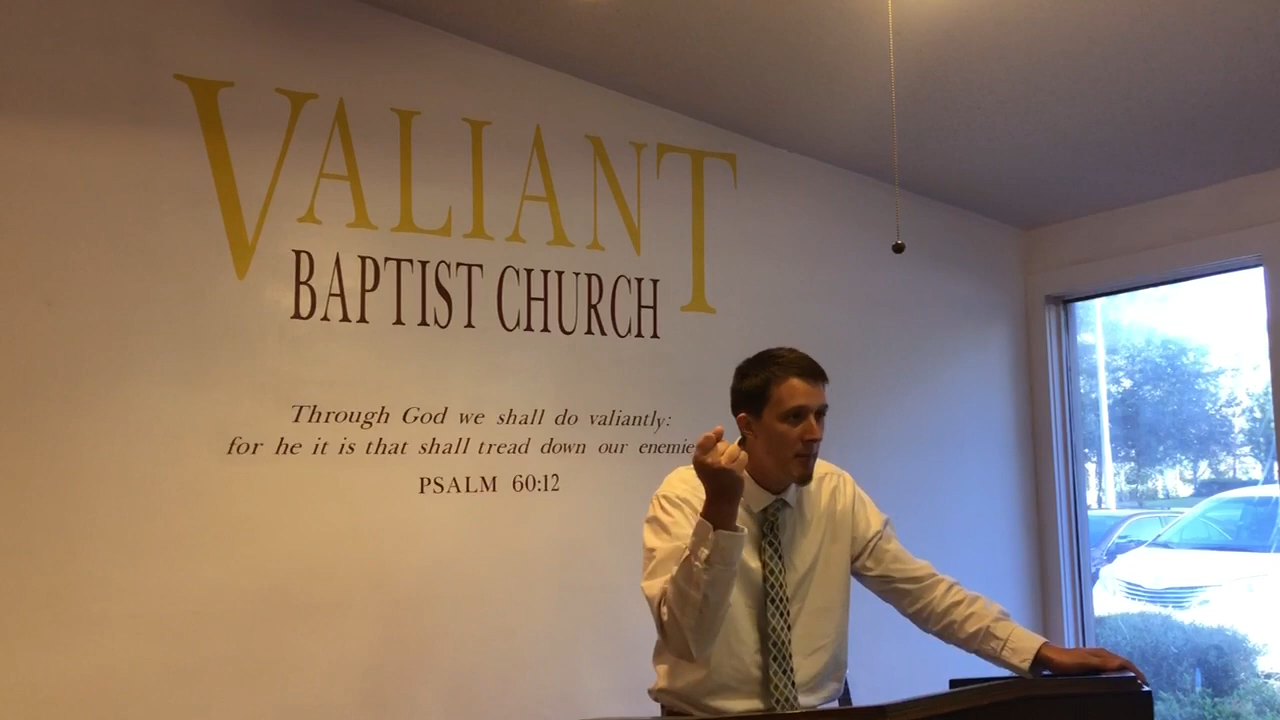 VALIANT
BAPTIST CHURCH
Through God we shall do valiantly:
for he it is that shall tread down our enemie
PSALM 60:12